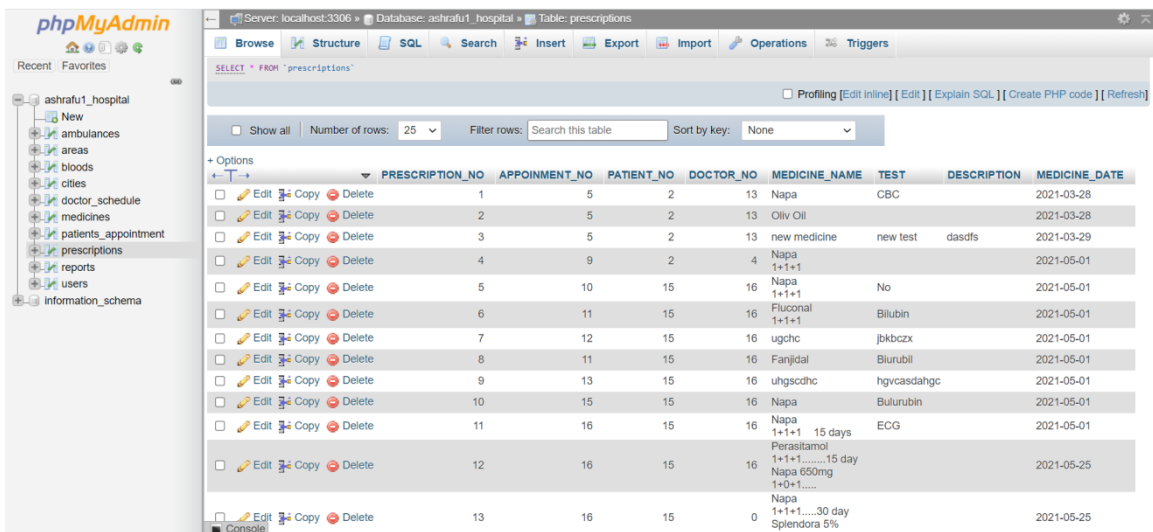 phpMyAdmin
Recent Favorites
ashrafu1_hospital
New
ambulances
areas
bloods
cities
doctor_schedule
medicines
patients_appointment
prescriptions
reports
users
information_schema
Server: localhost:3306 » Database: ashrafu1_hospital » Table: prescriptions
Browse Structure SQL Search Insert Export Import Operations Triggers
SELECT * FROM `prescriptions`
Profiling [Edit inline] [ Edit ] [ Explain SQL ] [ Create PHP code ] [ Refresh]
Show all Number of rows: 25 Filter rows: Search this table Sort by key: None
+ Options
←T→ PRESCRIPTION_NO APPOINMENT_NO PATIENT_NO DOCTOR_NO MEDICINE_NAME TEST DESCRIPTION MEDICINE_DATE
Edit Copy Delete 1 5 2 13 Napa CBC 2021-03-28
Edit Copy Delete 2 5 2 13 Oliv Oil 2021-03-28
Edit Copy Delete 3 5 2 13 new medicine new test dasdfs 2021-03-29
Edit Copy Delete 4 9 2 4 Napa 2021-05-01
1+1+1
Edit Copy Delete 5 10 15 16 Napa No 2021-05-01
1+1+1
Edit Copy Delete 6 11 15 16 Fluconal Bilubin 2021-05-01
1+1+1
Edit Copy Delete 7 12 15 16 ugchc jbkbczx 2021-05-01
Edit Copy Delete 8 11 15 16 Fanjidal Biurubil 2021-05-01
Edit Copy Delete 9 13 15 16 uhgscdhc hgvcasdahgc 2021-05-01
Edit Copy Delete 10 15 15 16 Napa Bulurubin 2021-05-01
Edit Copy Delete 11 16 15 16 Napa ECG 2021-05-01
1+1+1 15 days
Edit Copy Delete 12 16 15 16 Perasitamol 2021-05-25
1+1+1........15 day
Napa 650mg
1+0+1.....
Edit Copy Delete 13 16 15 0 Napa 2021-05-25
1+1+1.....30 day
Splendora 5%
Console